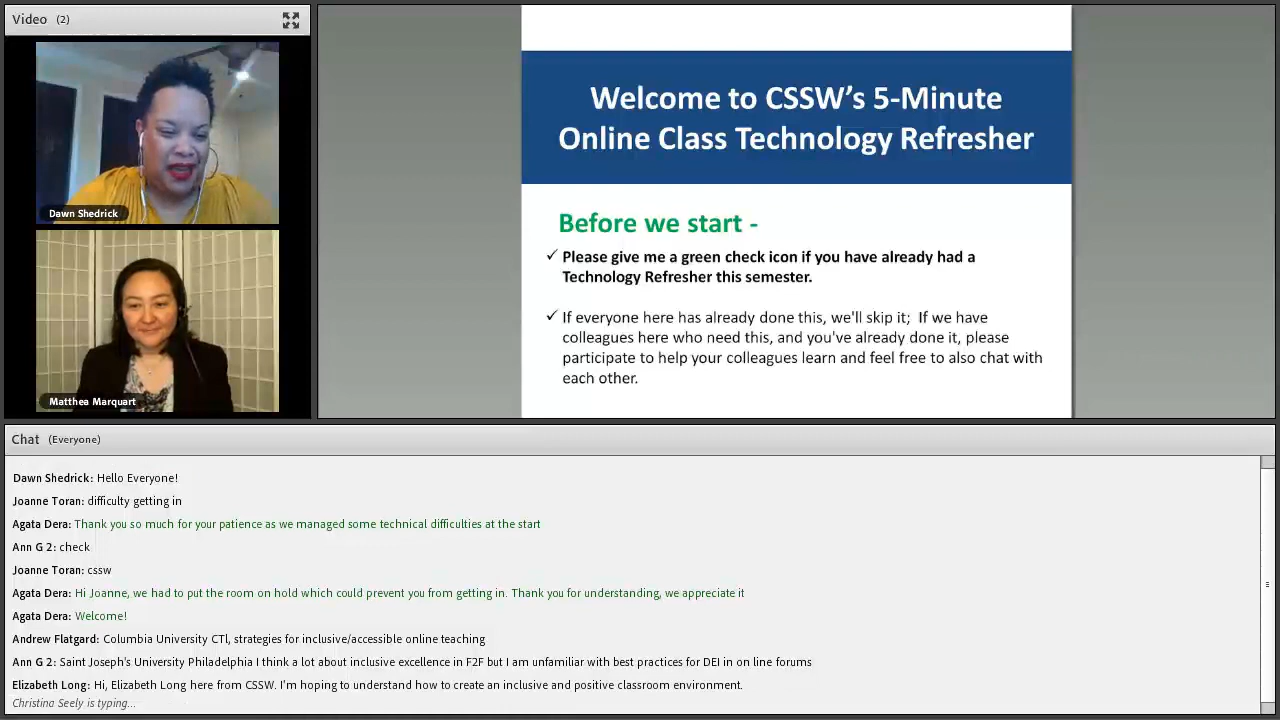 Video (2)
Dawn Shedrick
Matthea Marquart
Welcome to CSSW's 5-Minute
Online Class Technology Refresher
Before we start -
✓ Please give me a green check icon if you have already had a
Technology Refresher this semester.
✓ If everyone here has already done this, we'll skip it; If we have
colleagues here who need this, and you've already done it, please
participate to help your colleagues learn and feel free to also chat with
each other.
Chat (Everyone)
Dawn Shedrick: Hello Everyone!
Joanne Toran: difficulty getting in
Agata Dera: Thank you so much for your patience as we managed some technical difficulties at the start
Ann G 2: check
Joanne Toran: cssw
Agata Dera: Hi Joanne, we had to put the room on hold which could prevent you from getting in. Thank you for understanding, we appreciate it
Agata Dera: Welcome!
Andrew Flatgard: Columbia University CTl, strategies for inclusive/accessible online teaching
Ann G 2: Saint Joseph's University Philadelphia I think a lot about inclusive excellence in F2F but I am unfamiliar with best practices for DEI in on line forums
Elizabeth Long: Hi, Elizabeth Long here from CSSW. I'm hoping to understand how to create an inclusive and positive classroom environment.
Christina Seely is typing...